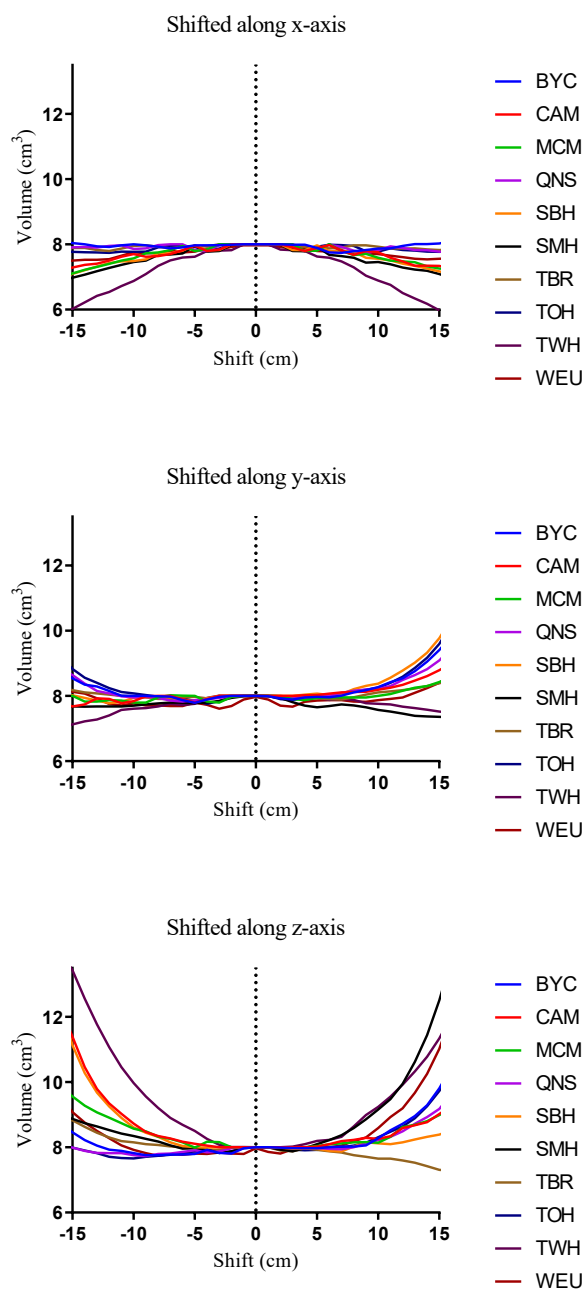 Shifted along x-axis
Volume (cm³)
12
10
8
6
-15 -10 -5 0 5 10 15
Shift (cm)
BYC
CAM
MCM
QNS
SBH
SMH
TBR
TOH
TWH
WEU
Shifted along y-axis
Volume (cm³)
12
10
8
6
-15 -10 -5 0 5 10 15
Shift (cm)
BYC
CAM
MCM
QNS
SBH
SMH
TBR
TOH
TWH
WEU
Shifted along z-axis
Volume (cm³)
12
10
8
6
-15 -10 -5 0 5 10 15
Shift (cm)
BYC
CAM
MCM
QNS
SBH
SMH
TBR
TOH
TWH
WEU